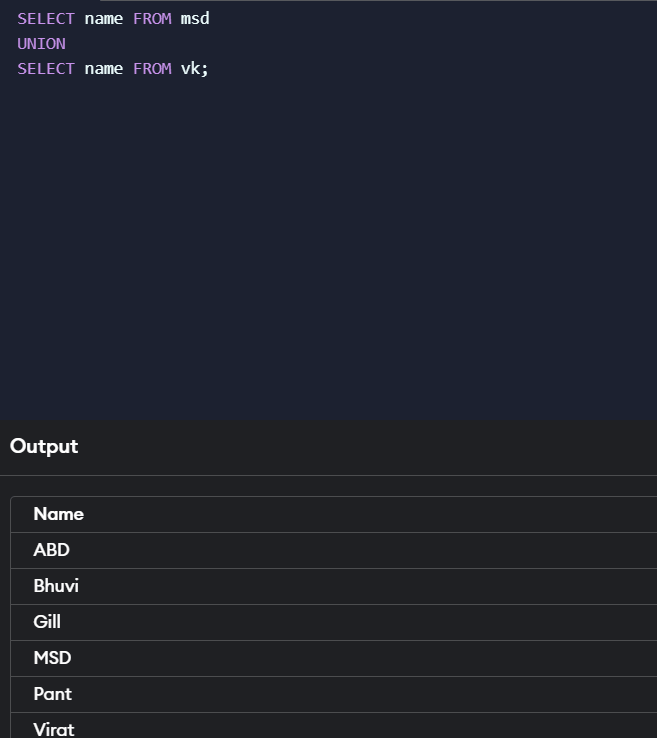 SELECT name FROM msd
UNION
SELECT name FROM vk;
Output
Name
ABD
Bhuvi
Gill
MSD
Pant
Virat